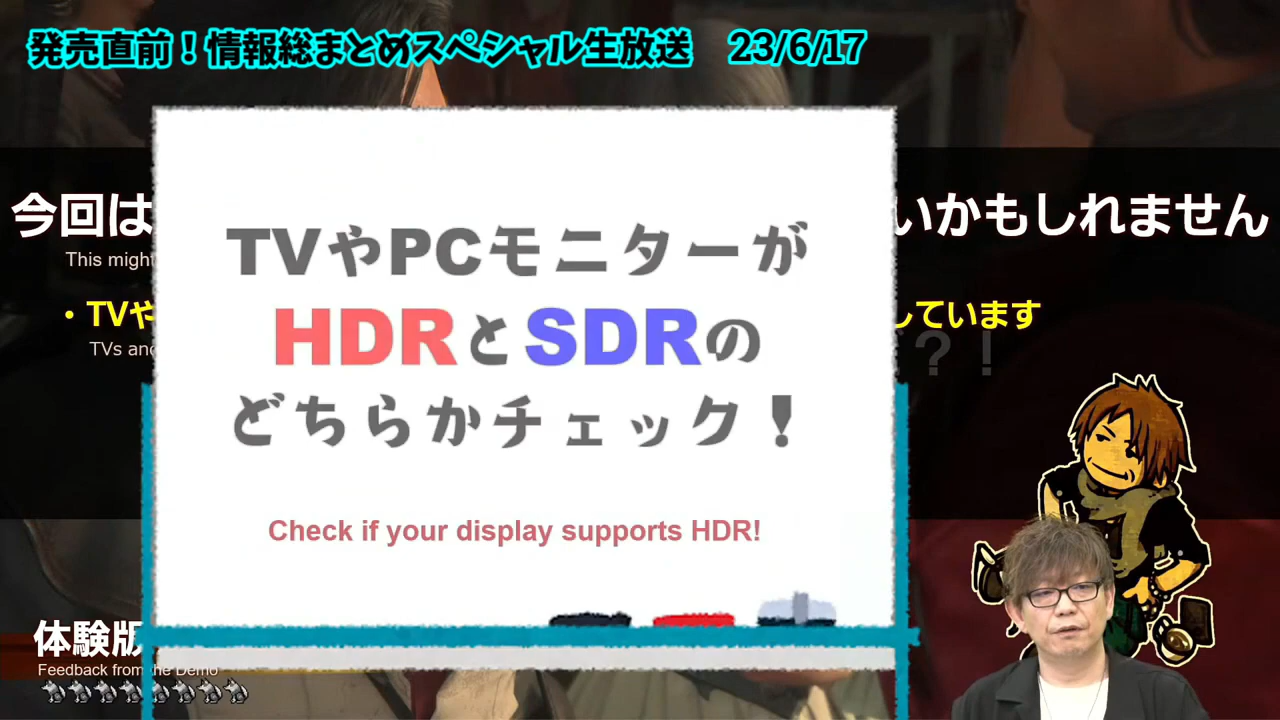 発売直前！情報総まとめスペシャル生放送　23/6/17
今回は
いかもしれません
This might
・TVや
しています
TVs and
？！
TVやPCモニターが
HDRとSDRの
どちらかチェック！
Check if your display supports HDR!
体験版
Feedback from the Demo